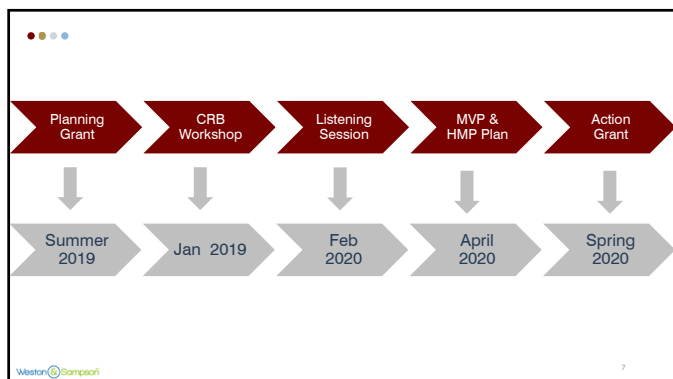 Planning
Grant
CRB
Workshop
Listening
Session
MVP &
HMP Plan
Action
Grant
Summer
2019
Jan 2019
Feb
2020
April
2020
Spring
2020
Weston & Sampson
7